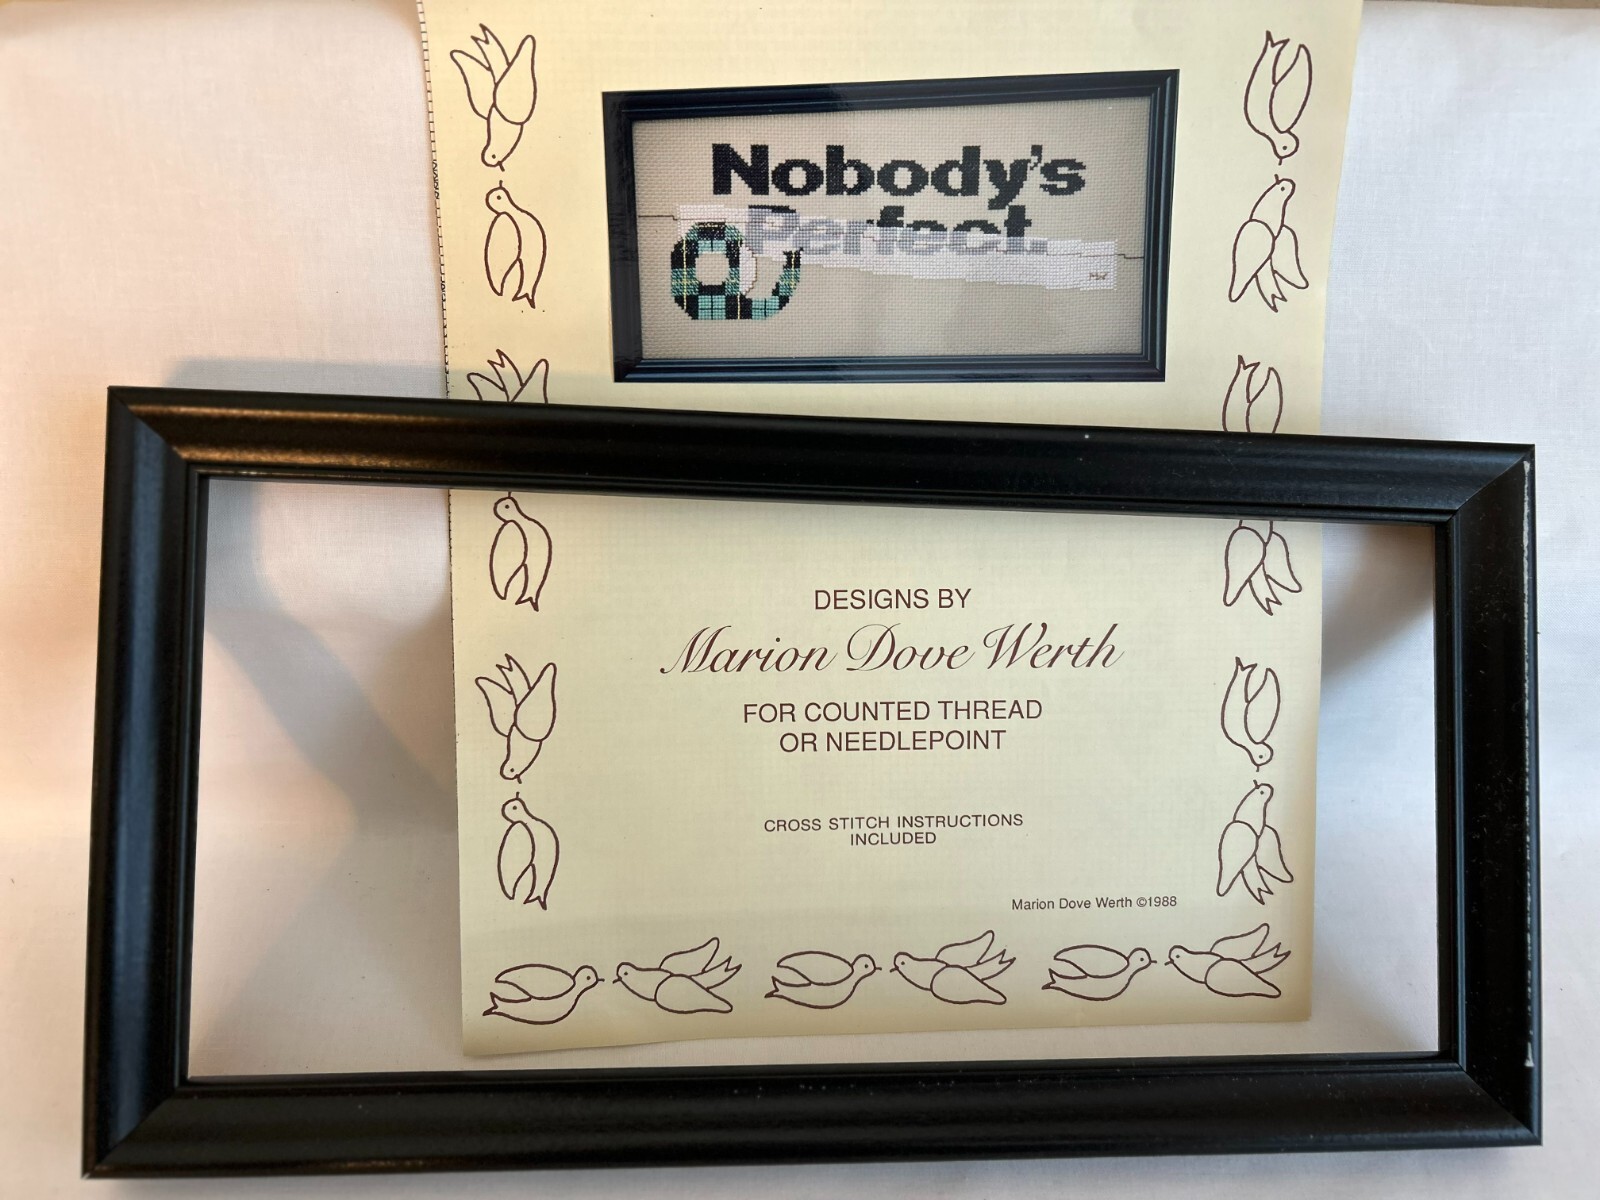 Nobody's
Perfect.
DESIGNS BY
Marion Dove Werth
FOR COUNTED THREAD
OR NEEDLEPOINT
CROSS STITCH INSTRUCTIONS
INCLUDED
Marion Dove Werth ©1988